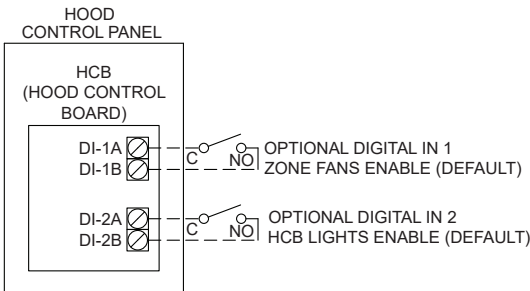 HOOD
CONTROL PANEL
HCB
(HOOD CONTROL
BOARD)
DI-1A
C
NO
OPTIONAL DIGITAL IN 1
DI-1B
ZONE FANS ENABLE (DEFAULT)
DI-2A
C
NO
OPTIONAL DIGITAL IN 2
DI-2B
HCB LIGHTS ENABLE (DEFAULT)